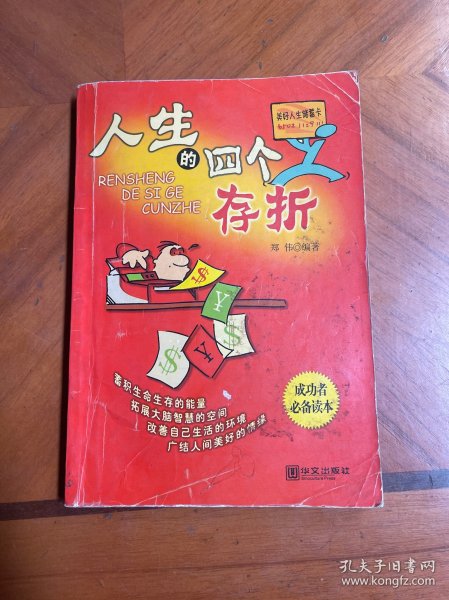 美好人生储蓄卡
人生的四个
存折
RENSHENG
DE SI GE
CUNZHE
郑 伟◎编著
$
¥
$
¥
$
蓄积生命生存的能量
拓展大脑智慧的空间
改善自己生活的环境
广结人间美好的情缘
成功者
必备读本
华文出版社
Sinoculture Press
孔夫子旧书网
www.kongfz.com